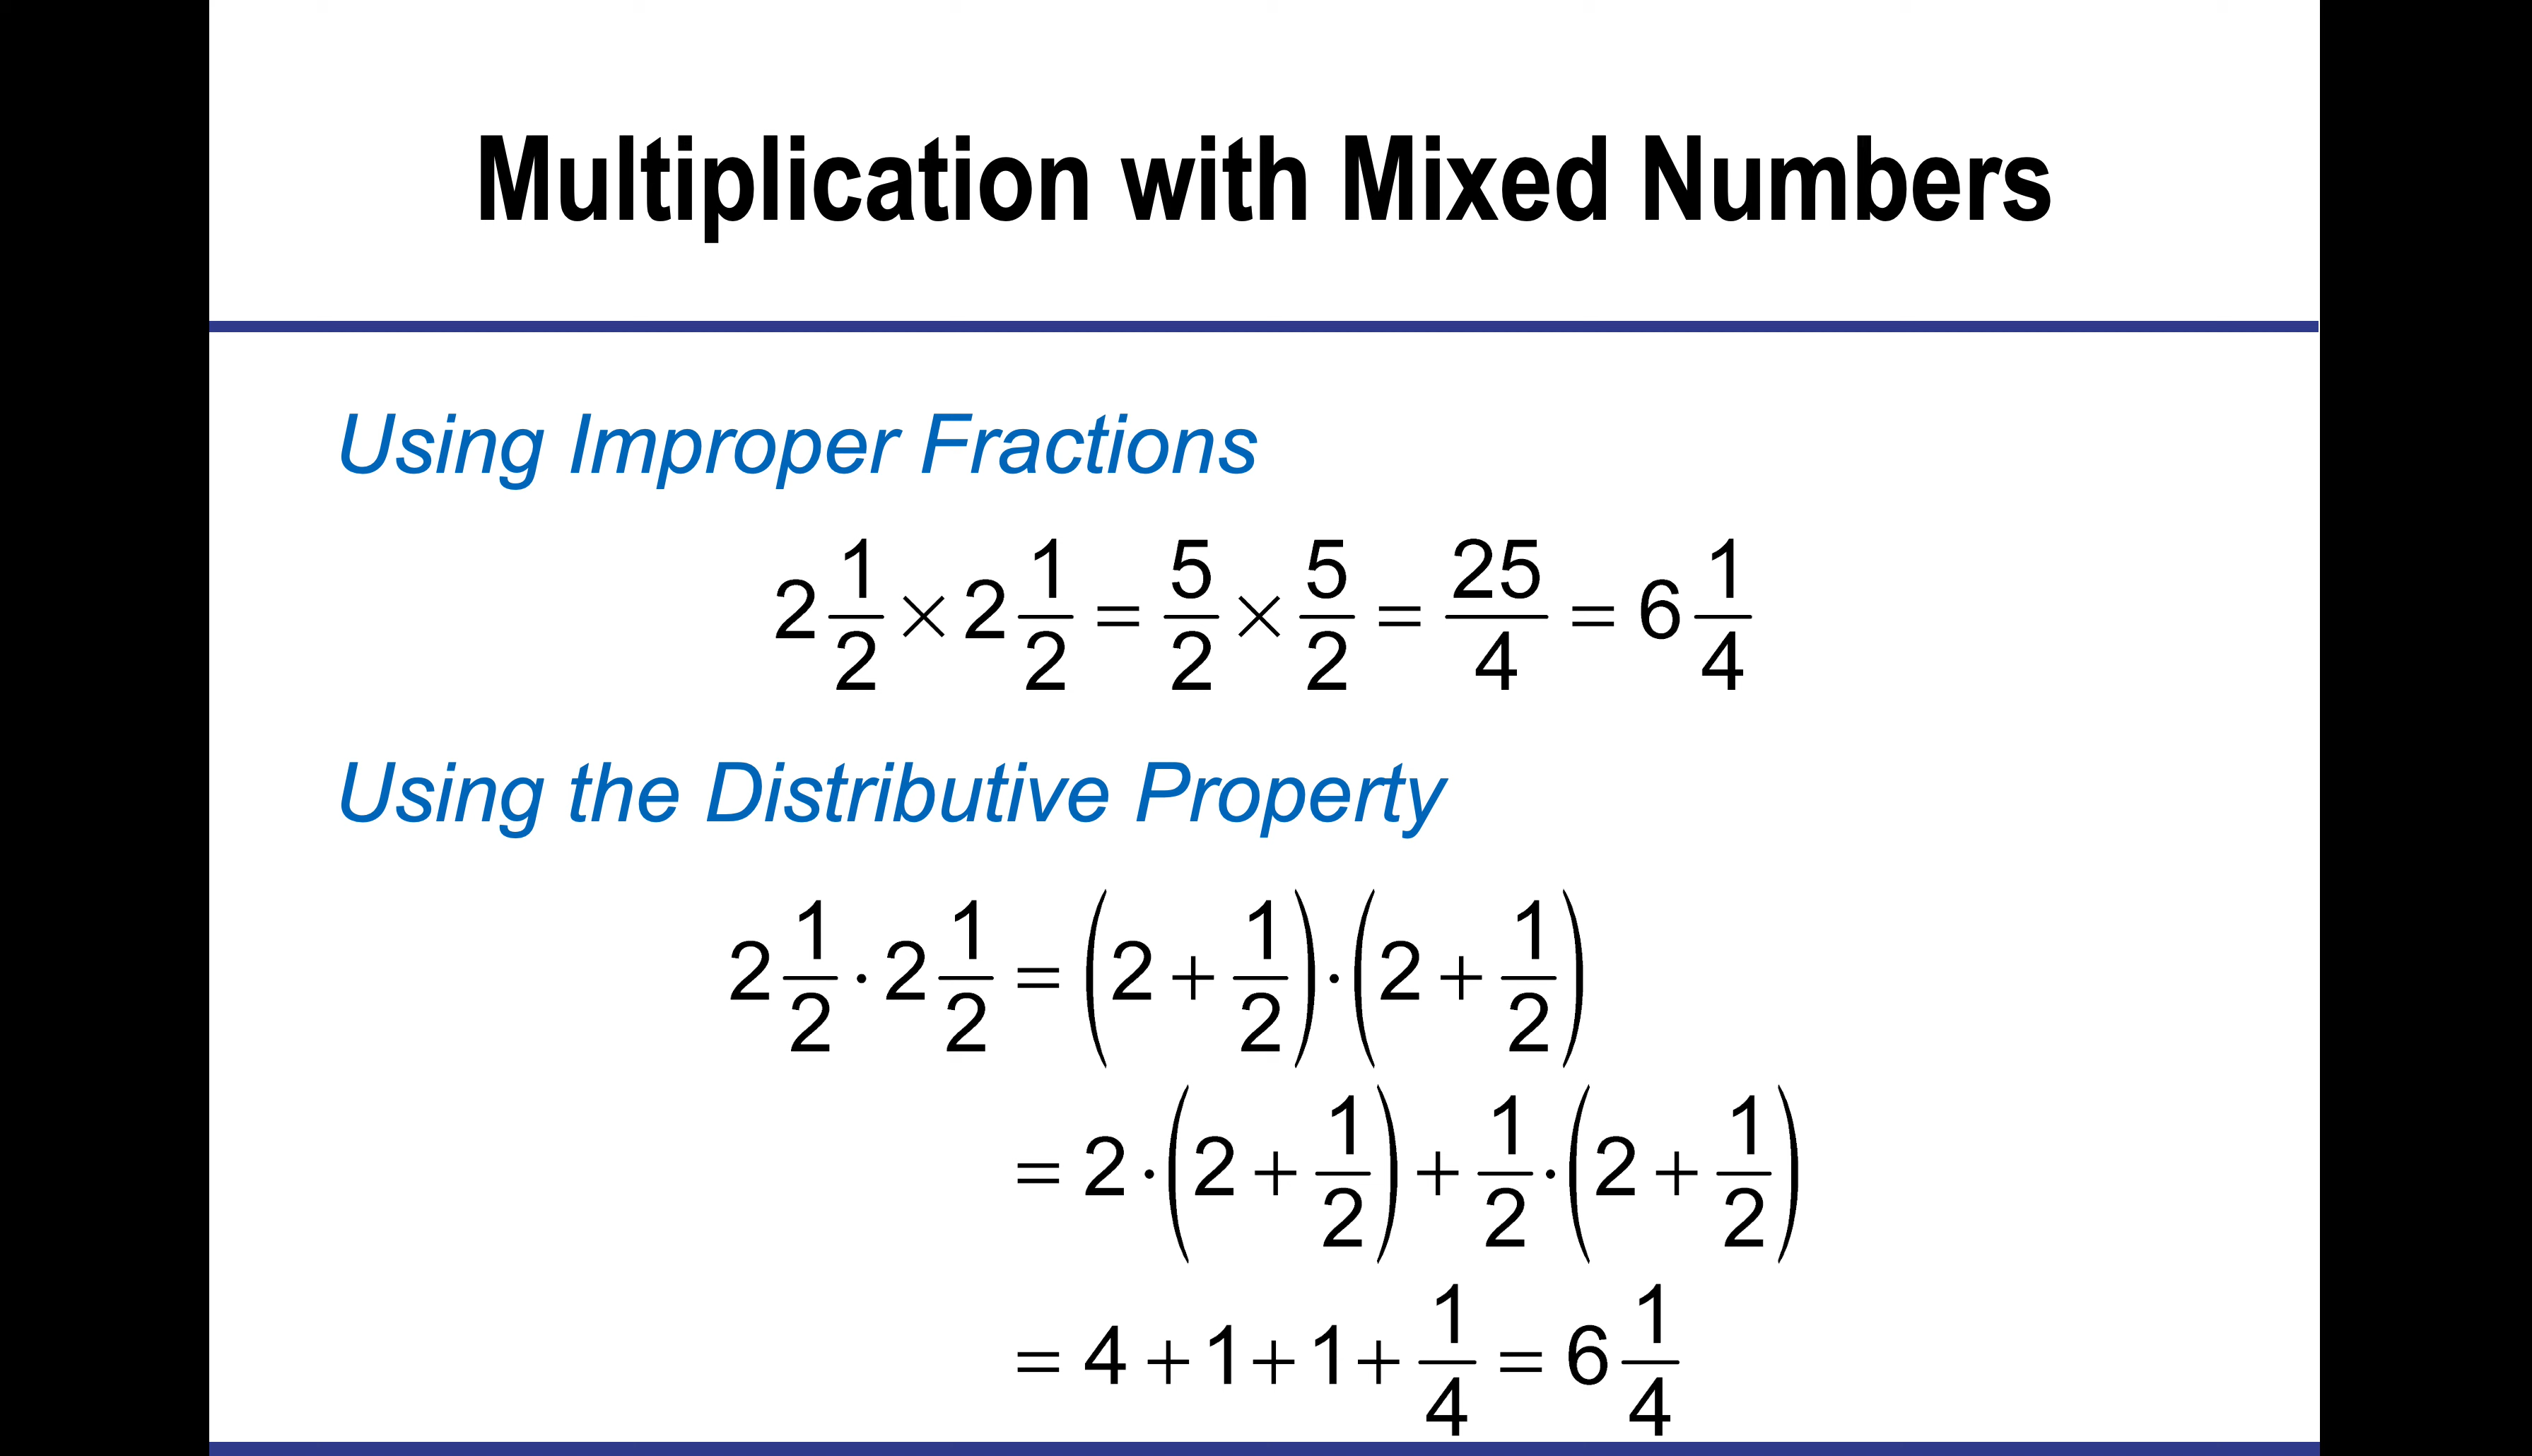 Multiplication with Mixed Numbers
Using Improper Fractions
2 1/2 × 2 1/2 = 5/2 × 5/2 = 25/4 = 6 1/4
Using the Distributive Property
2 1/2 · 2 1/2 = (2 + 1/2) · (2 + 1/2)
= 2 · (2 + 1/2) + 1/2 · (2 + 1/2)
= 4 + 1 + 1 + 1/4 = 6 1/4